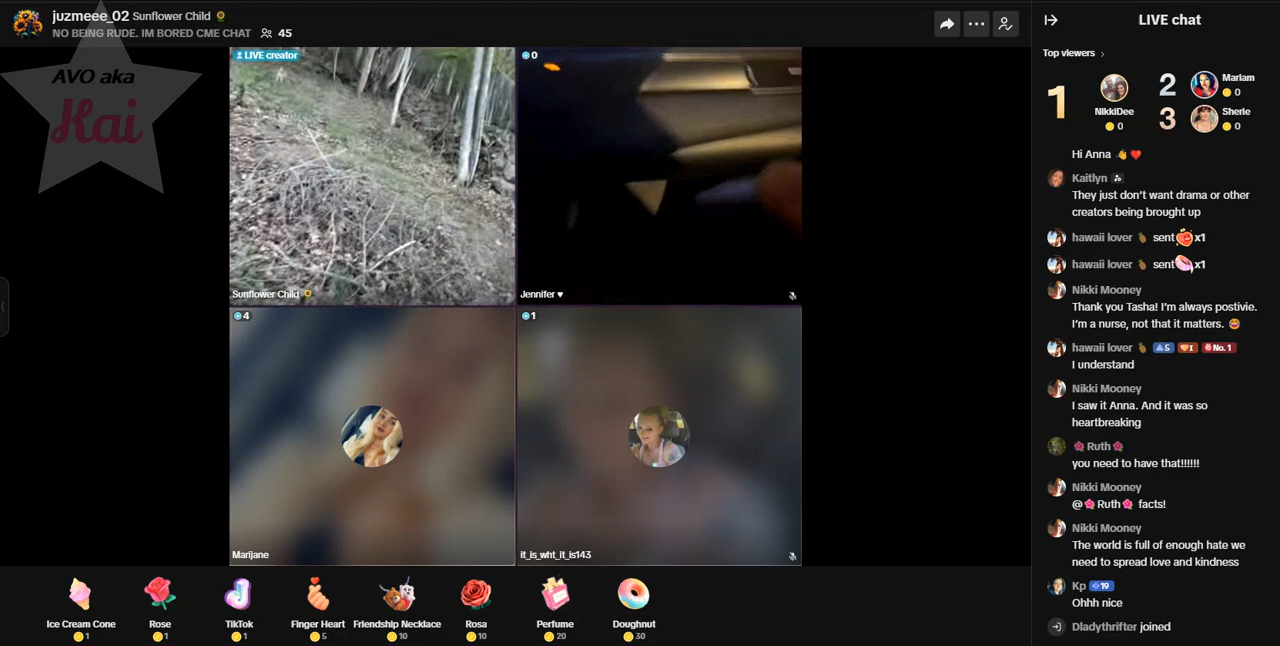 juzmeee_02 Sunflower Child
NO BEING RUDE. IM BORED CME CHAT 45
AVO aka
Kai
LIVE creator
0
Sunflower Child
Jennifer ♥
4
1
Marijane
it_is_wht_it_is143
Ice Cream Cone
1
Rose
1
TikTok
1
Finger Heart
5
Friendship Necklace
10
Rosa
10
Perfume
20
Doughnut
30
LIVE chat
Top viewers >
1
NikkiDee
0
2
Mariam
0
3
Sherie
0
Hi Anna 👋 ❤️
Kaitlyn
They just don't want drama or other
creators being brought up
hawaii lover 🍍 sent x1
hawaii lover 🍍 sent x1
Nikki Mooney
Thank you Tasha! I'm always postivie.
I'm a nurse, not that it matters. 😅
hawaii lover 🍍 5 I No. 1
I understand
Nikki Mooney
I saw it Anna. And it was so
heartbreaking
🌺Ruth🌺
you need to have that!!!!!!
Nikki Mooney
@🌺Ruth🌺 facts!
Nikki Mooney
The world is full of enough hate we
need to spread love and kindness
Kp 19
Ohhh nice
Dladythrifter joined